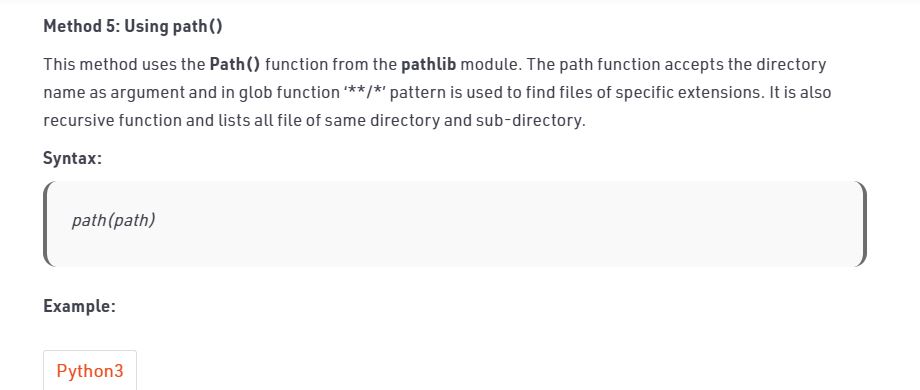 Method 5: Using path()
This method uses the Path() function from the pathlib module. The path function accepts the directory
name as argument and in glob function ‘**/*’ pattern is used to find files of specific extensions. It is also
recursive function and lists all file of same directory and sub-directory.
Syntax:
path(path)
Example:
Python3